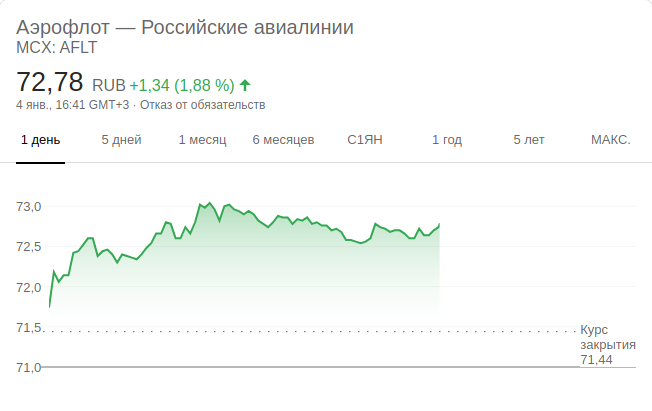 Аэрофлот — Российские авиалинии
MCX: AFLT
72,78 RUB +1,34 (1,88 %)
4 янв., 16:41 GMT+3 · Отказ от обязательств
1 день 5 дней 1 месяц 6 месяцев С1ЯН 1 год 5 лет МАКС.
73,0
72,5
72,0
71,5
71,0
Курс
закрытия
71,44